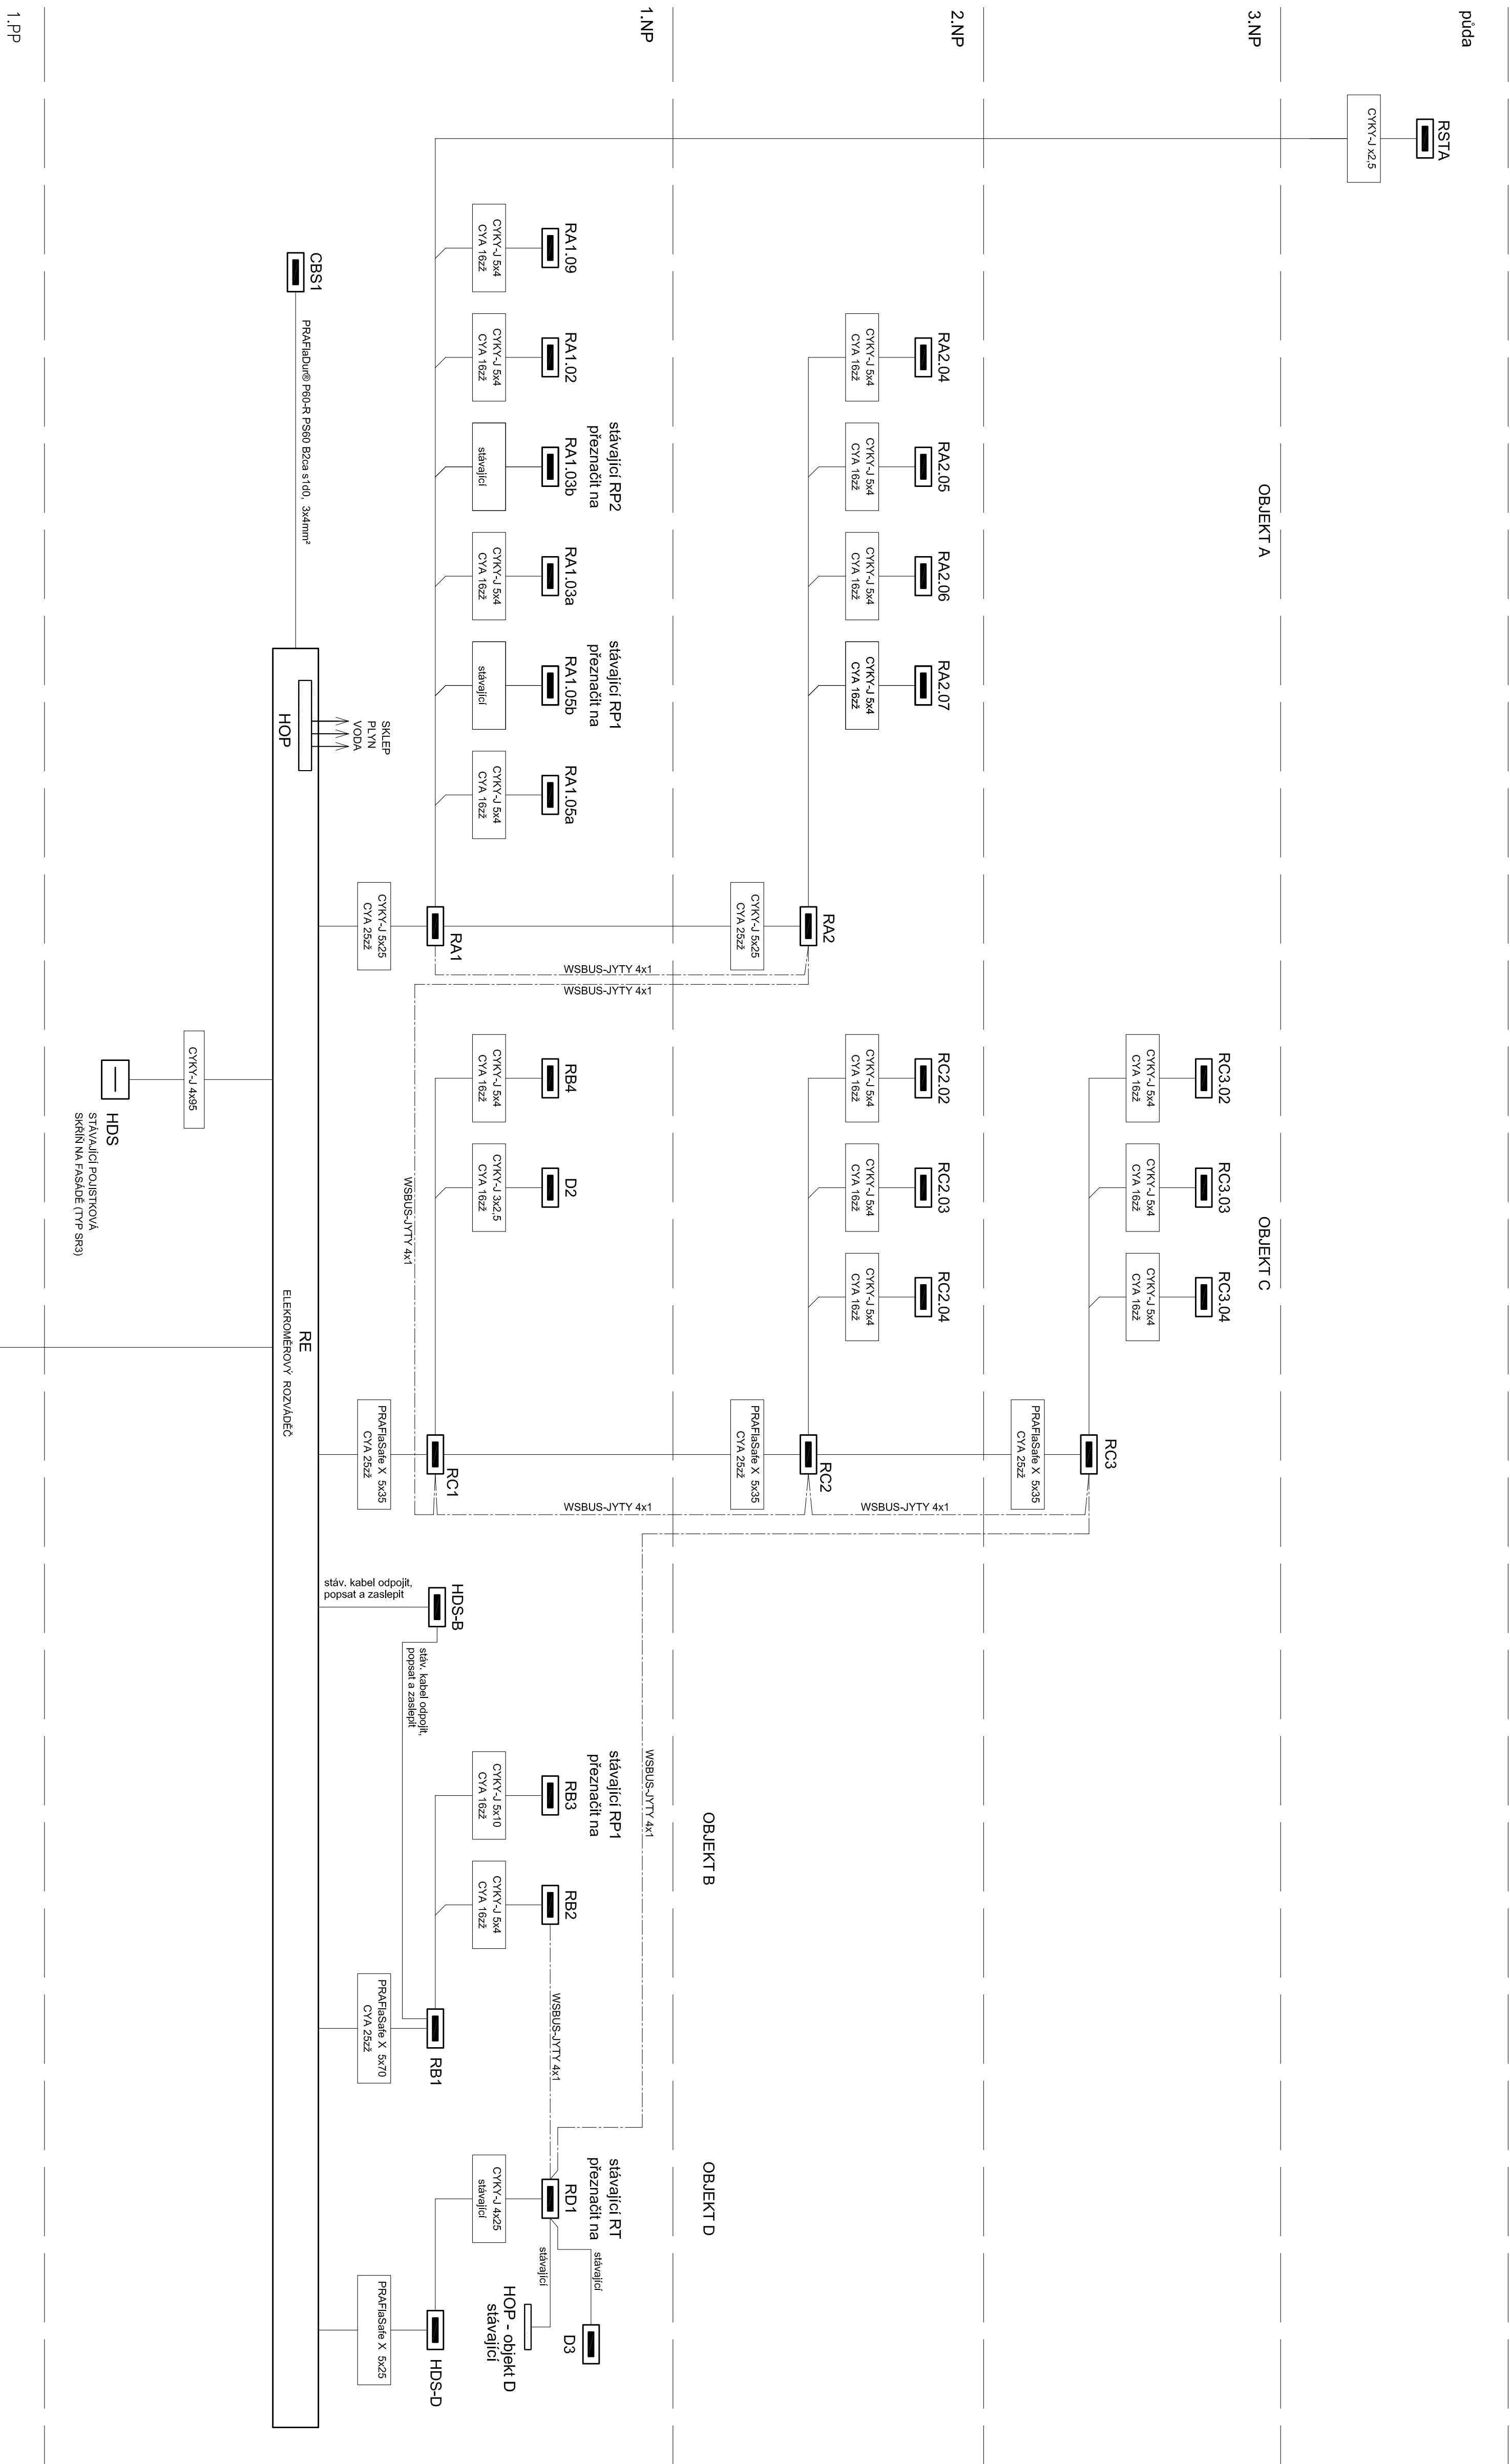 půda
RSTA
CYKY-J x2,5
3.NP
OBJEKT A
OBJEKT C
RC3.02
CYKY-J 5x4
CYA 16zž
RC3.03
CYKY-J 5x4
CYA 16zž
RC3.04
CYKY-J 5x4
CYA 16zž
RC3
PRAFlaSafe X 5x35
CYA 25zž
WSBUS-JYTY 4x1
2.NP
RA2.04
CYKY-J 5x4
CYA 16zž
RA2.05
CYKY-J 5x4
CYA 16zž
RA2.06
CYKY-J 5x4
CYA 16zž
RA2.07
CYKY-J 5x4
CYA 16zž
RA2
CYKY-J 5x25
CYA 25zž
RC2.02
CYKY-J 5x4
CYA 16zž
RC2.03
CYKY-J 5x4
CYA 16zž
RC2.04
CYKY-J 5x4
CYA 16zž
RC2
PRAFlaSafe X 5x35
CYA 25zž
OBJEKT B
OBJEKT D
1.NP
WSBUS-JYTY 4x1
WSBUS-JYTY 4x1
WSBUS-JYTY 4x1
WSBUS-JYTY 4x1
RA1.09
CYKY-J 5x4
CYA 16zž
RA1.02
CYKY-J 5x4
CYA 16zž
stávající RP2
přeznačit na
RA1.03b
stávající
RA1.03a
CYKY-J 5x4
CYA 16zž
stávající RP1
přeznačit na
RA1.05b
stávající
RA1.05a
CYKY-J 5x4
CYA 16zž
RA1
CYKY-J 5x25
CYA 25zž
RB4
CYKY-J 5x4
CYA 16zž
D2
CYKY-J 3x2,5
CYA 16zž
WSBUS-JYTY 4x1
RC1
PRAFlaSafe X 5x35
CYA 25zž
HDS-B
stáv. kabel odpojit,
popsat a zaslepit
stáv. kabel odpojit,
popsat a zaslepit
stávající RP1
přeznačit na
RB3
CYKY-J 5x10
CYA 16zž
RB2
CYKY-J 5x4
CYA 16zž
WSBUS-JYTY 4x1
RB1
PRAFlaSafe X 5x70
CYA 25zž
stávající RT
přeznačit na
RD1
CYKY-J 4x25
stávající
stávající
D3
stávající
HOP - objekt D
stávající
HDS-D
PRAFlaSafe X 5x25
CBS1
PRAFlaDur® P60-R PS60 B2ca s1d0, 3x4mm²
SKLEP
PLYN
VODA
HOP
RE
ELEKROMĚROVÝ ROZVÁDĚČ
CYKY-J 4x95
HDS
STÁVAJÍCÍ POJISTKOVÁ
SKŘÍŇ NA FASÁDĚ (TYP SR3)
1.PP